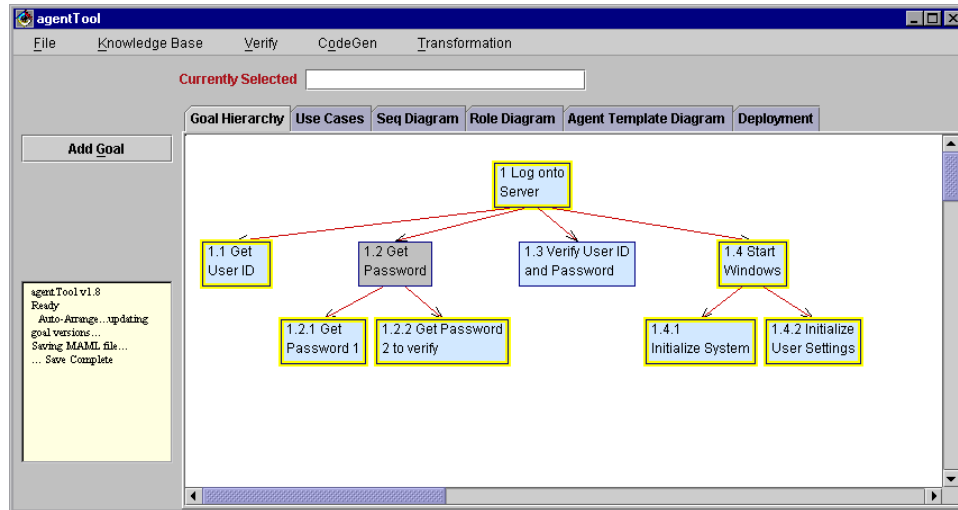 agentTool
File Knowledge Base Verify CodeGen Transformation
Currently Selected
Goal Hierarchy Use Cases Seq Diagram Role Diagram Agent Template Diagram Deployment
Add Goal
1 Log onto
Server
1.1 Get
User ID
1.2 Get
Password
1.3 Verify User ID
and Password
1.4 Start
Windows
1.2.1 Get
Password 1
1.2.2 Get Password
2 to verify
1.4.1
Initialize System
1.4.2 Initialize
User Settings
agentTool v1.8
Ready
Auto-Arrange...updating
goal versions...
Saving MAML file...
... Save Complete